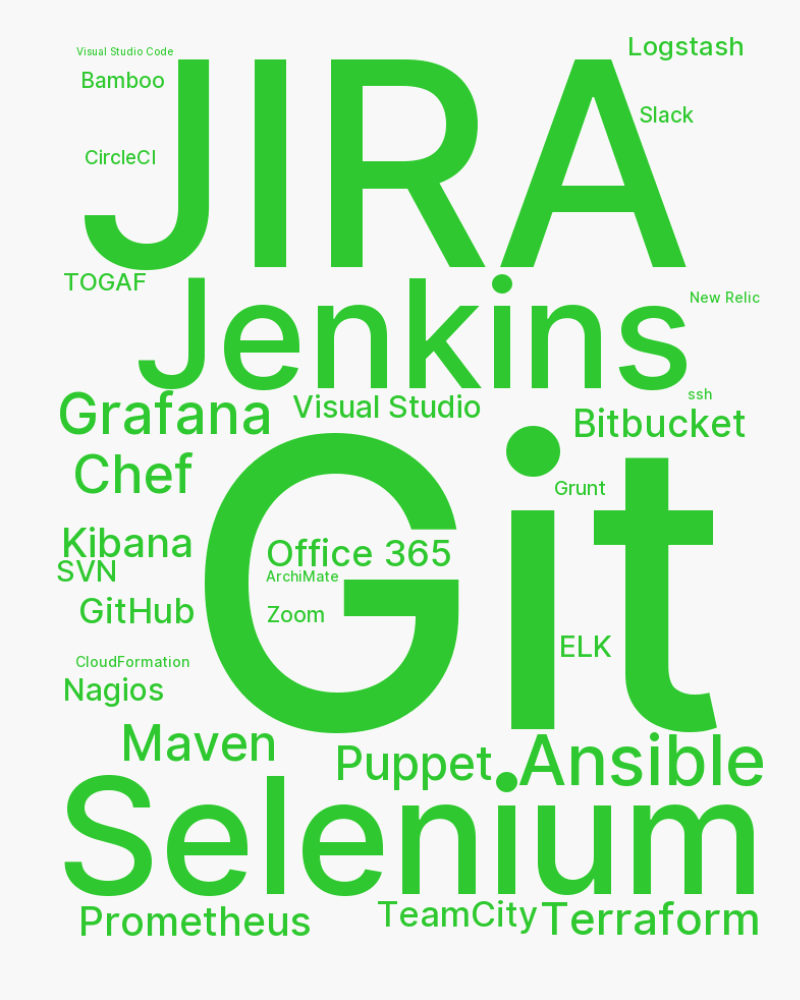 Visual Studio Code
Logstash
Bamboo
JIRA
Slack
CircleCI
TOGAF
Jenkins
New Relic
ssh
Grafana
Visual Studio
Bitbucket
Chef
Git
Grunt
Kibana
Office 365
SVN
ArchiMate
GitHub
Zoom
ELK
CloudFormation
Nagios
Maven
Puppet
Ansible
Selenium
Prometheus
TeamCity
Terraform